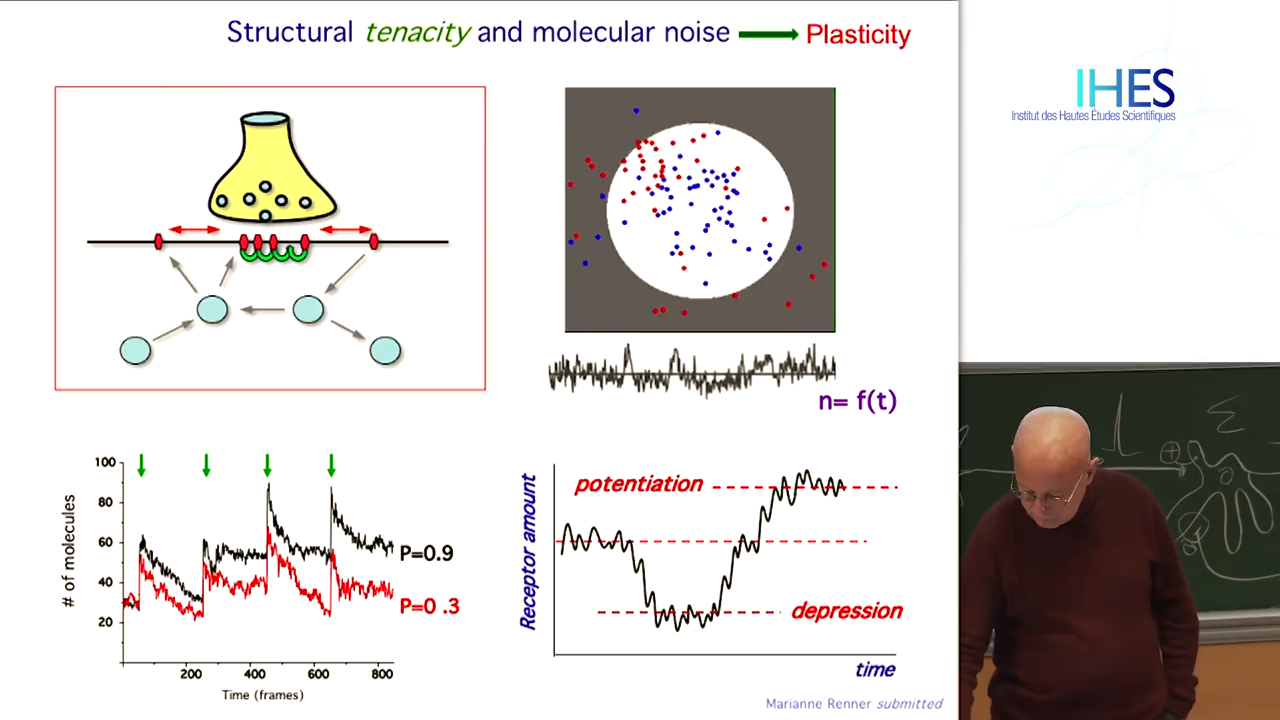 Structural tenacity and molecular noise Plasticity
IHES
Institut des Hautes Études Scientifiques
n= f(t)
# of molecules
100
80
60
40
20
P=0.9
P=0 .3
200 400 600 800
Time (frames)
Receptor amount
potentiation
depression
time
Marianne Renner submitted